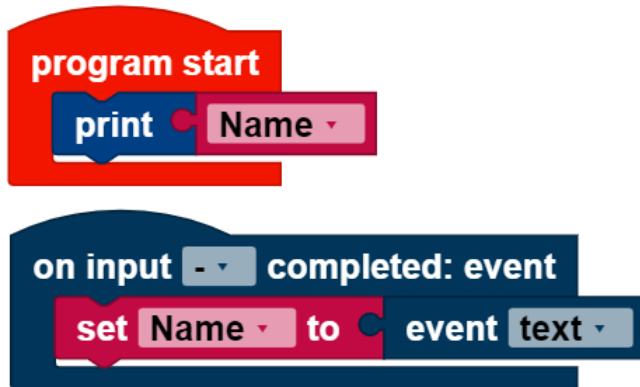 program start
print Name
on input - completed: event
set Name to event text